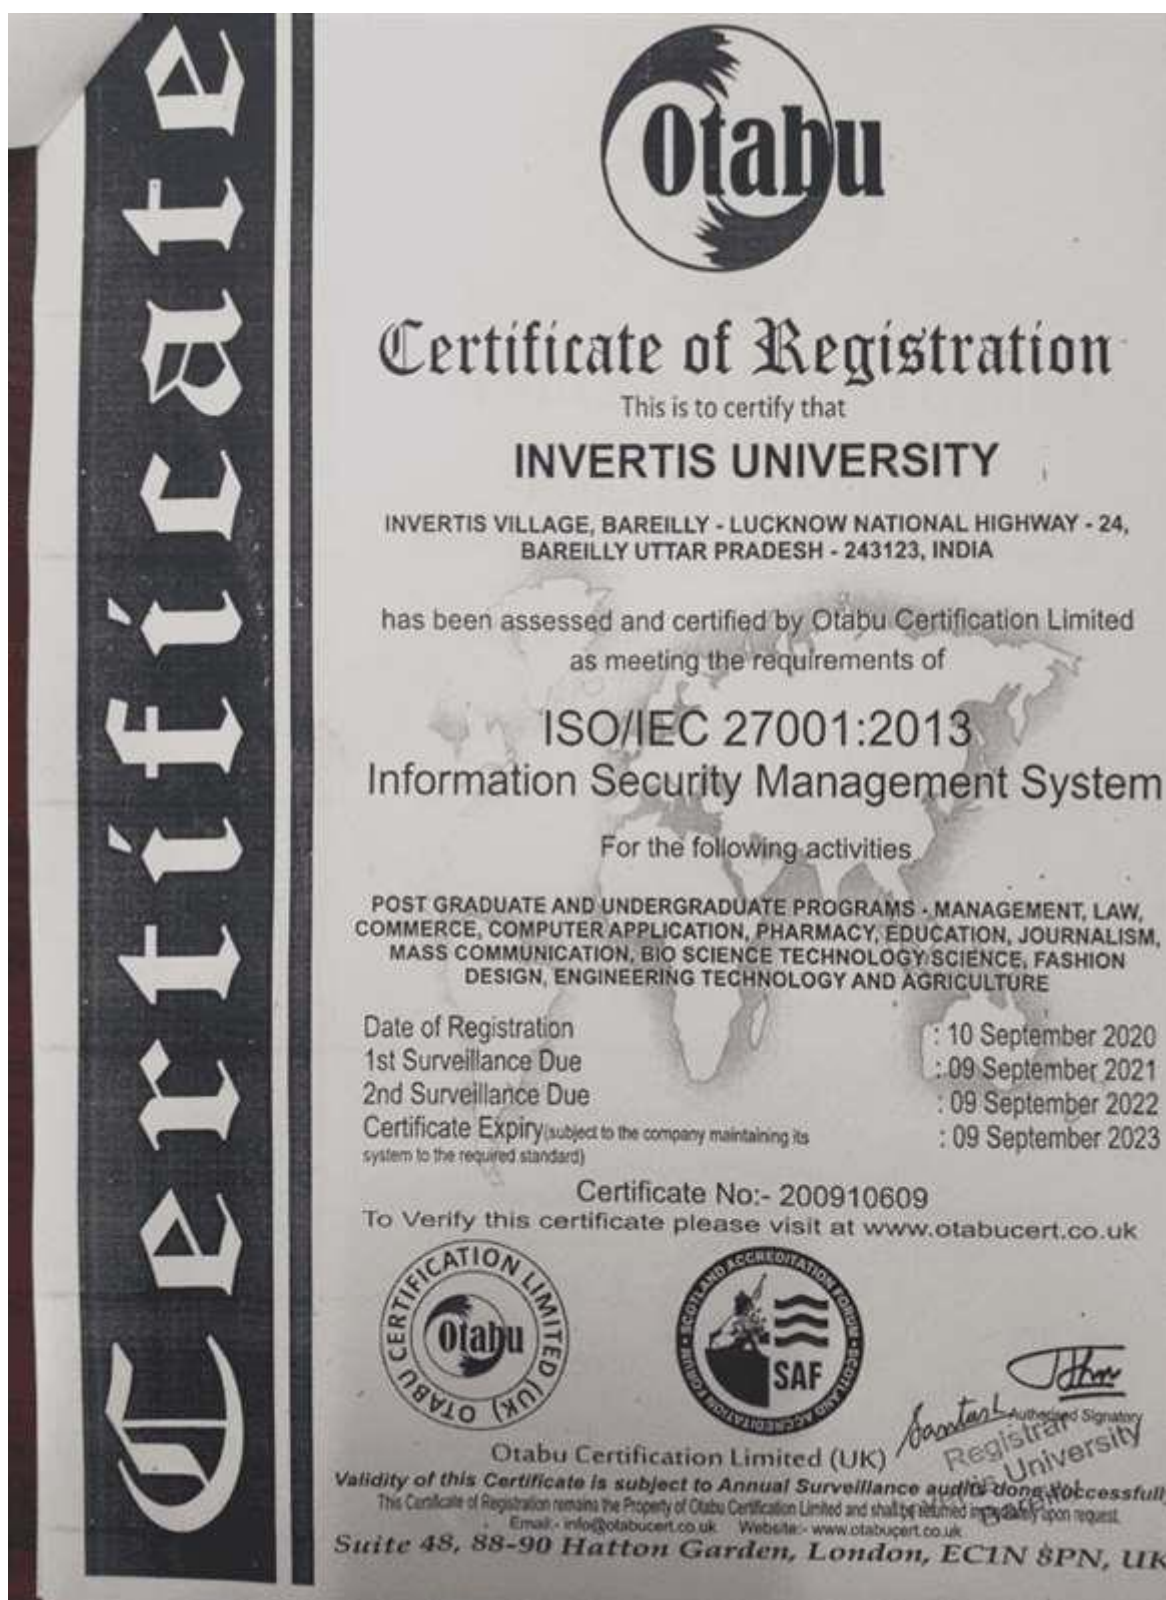 Certificate
Otabu
Certificate of Registration
This is to certify that
INVERTIS UNIVERSITY
INVERTIS VILLAGE, BAREILLY - LUCKNOW NATIONAL HIGHWAY - 24,
BAREILLY UTTAR PRADESH - 243123, INDIA
has been assessed and certified by Otabu Certification Limited
as meeting the requirements of
ISO/IEC 27001:2013
Information Security Management System
For the following activities
POST GRADUATE AND UNDERGRADUATE PROGRAMS - MANAGEMENT, LAW,
COMMERCE, COMPUTER APPLICATION, PHARMACY, EDUCATION, JOURNALISM,
MASS COMMUNICATION, BIO SCIENCE TECHNOLOGY SCIENCE, FASHION
DESIGN, ENGINEERING TECHNOLOGY AND AGRICULTURE
Date of Registration : 10 September 2020
1st Surveillance Due : 09 September 2021
2nd Surveillance Due : 09 September 2022
Certificate Expiry(subject to the company maintaining its : 09 September 2023
system to the required standard)
Certificate No:- 200910609
To Verify this certificate please visit at www.otabucert.co.uk
OTABU CERTIFICATION LIMITED (UK)
Otabu
SCOTLAND ACCREDITATION FORUM • SCOTLAND ACCREDITATION FORUM •
SAF
Santosh
Authorised Signatory
Registrar
University
Otabu Certification Limited (UK)
Validity of this Certificate is subject to Annual Surveillance audits done
This Certificate of Registration remains the Property of Otabu Certification Limited and shall be returned upon request.
Email:- info@otabucert.co.uk Website:- www.otabucert.co.uk
Suite 48, 88-90 Hatton Garden, London, EC1N 8PN, UK